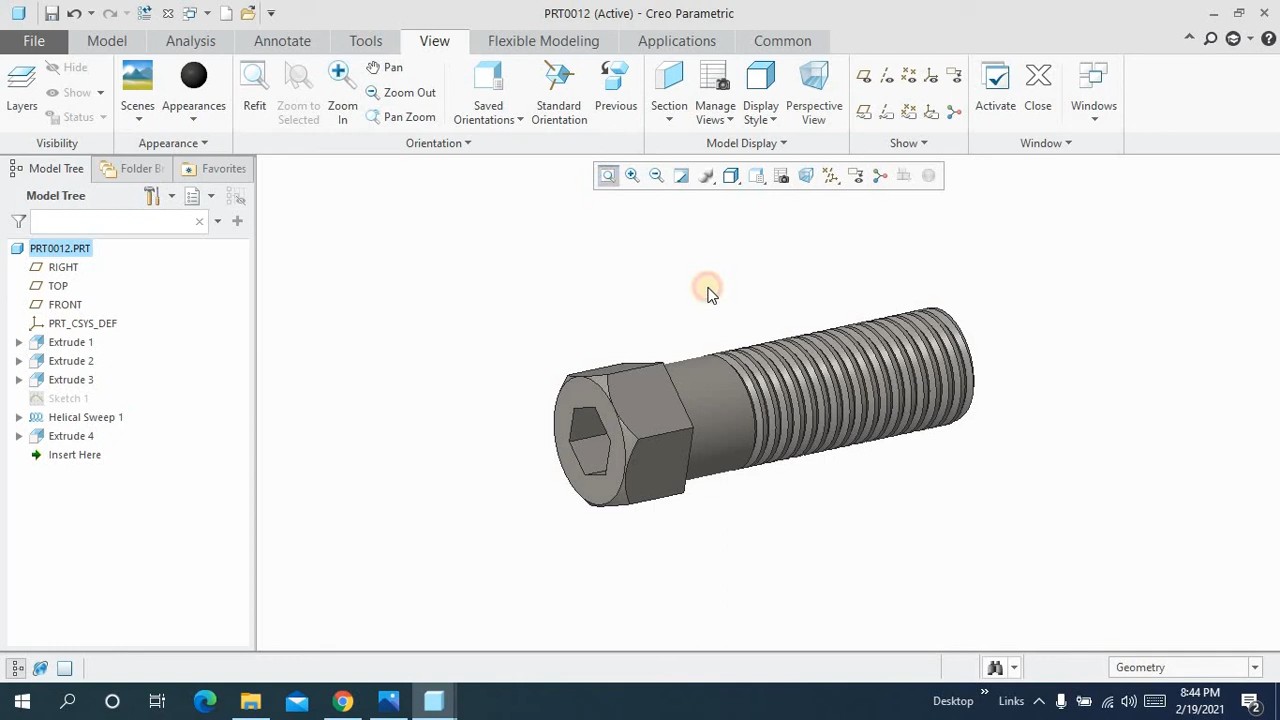 PRT0012 (Active) - Creo Parametric
File Model Analysis Annotate Tools View Flexible Modeling Applications Common
Layers
Hide
Show
Status
Visibility
Scenes
Appearances
Appearance
Refit
Zoom to Selected
Zoom In
Pan
Zoom Out
Pan Zoom
Saved Orientations
Standard Orientation
Previous
Orientation
Section
Manage Views
Display Style
Perspective View
Model Display
Show
Activate
Close
Windows
Window
Model Tree
Folder Br
Favorites
Model Tree
PRT0012.PRT
RIGHT
TOP
FRONT
PRT_CSYS_DEF
Extrude 1
Extrude 2
Extrude 3
Sketch 1
Helical Sweep 1
Extrude 4
Insert Here
Geometry
Desktop
Links
8:44 PM
2/19/2021
2